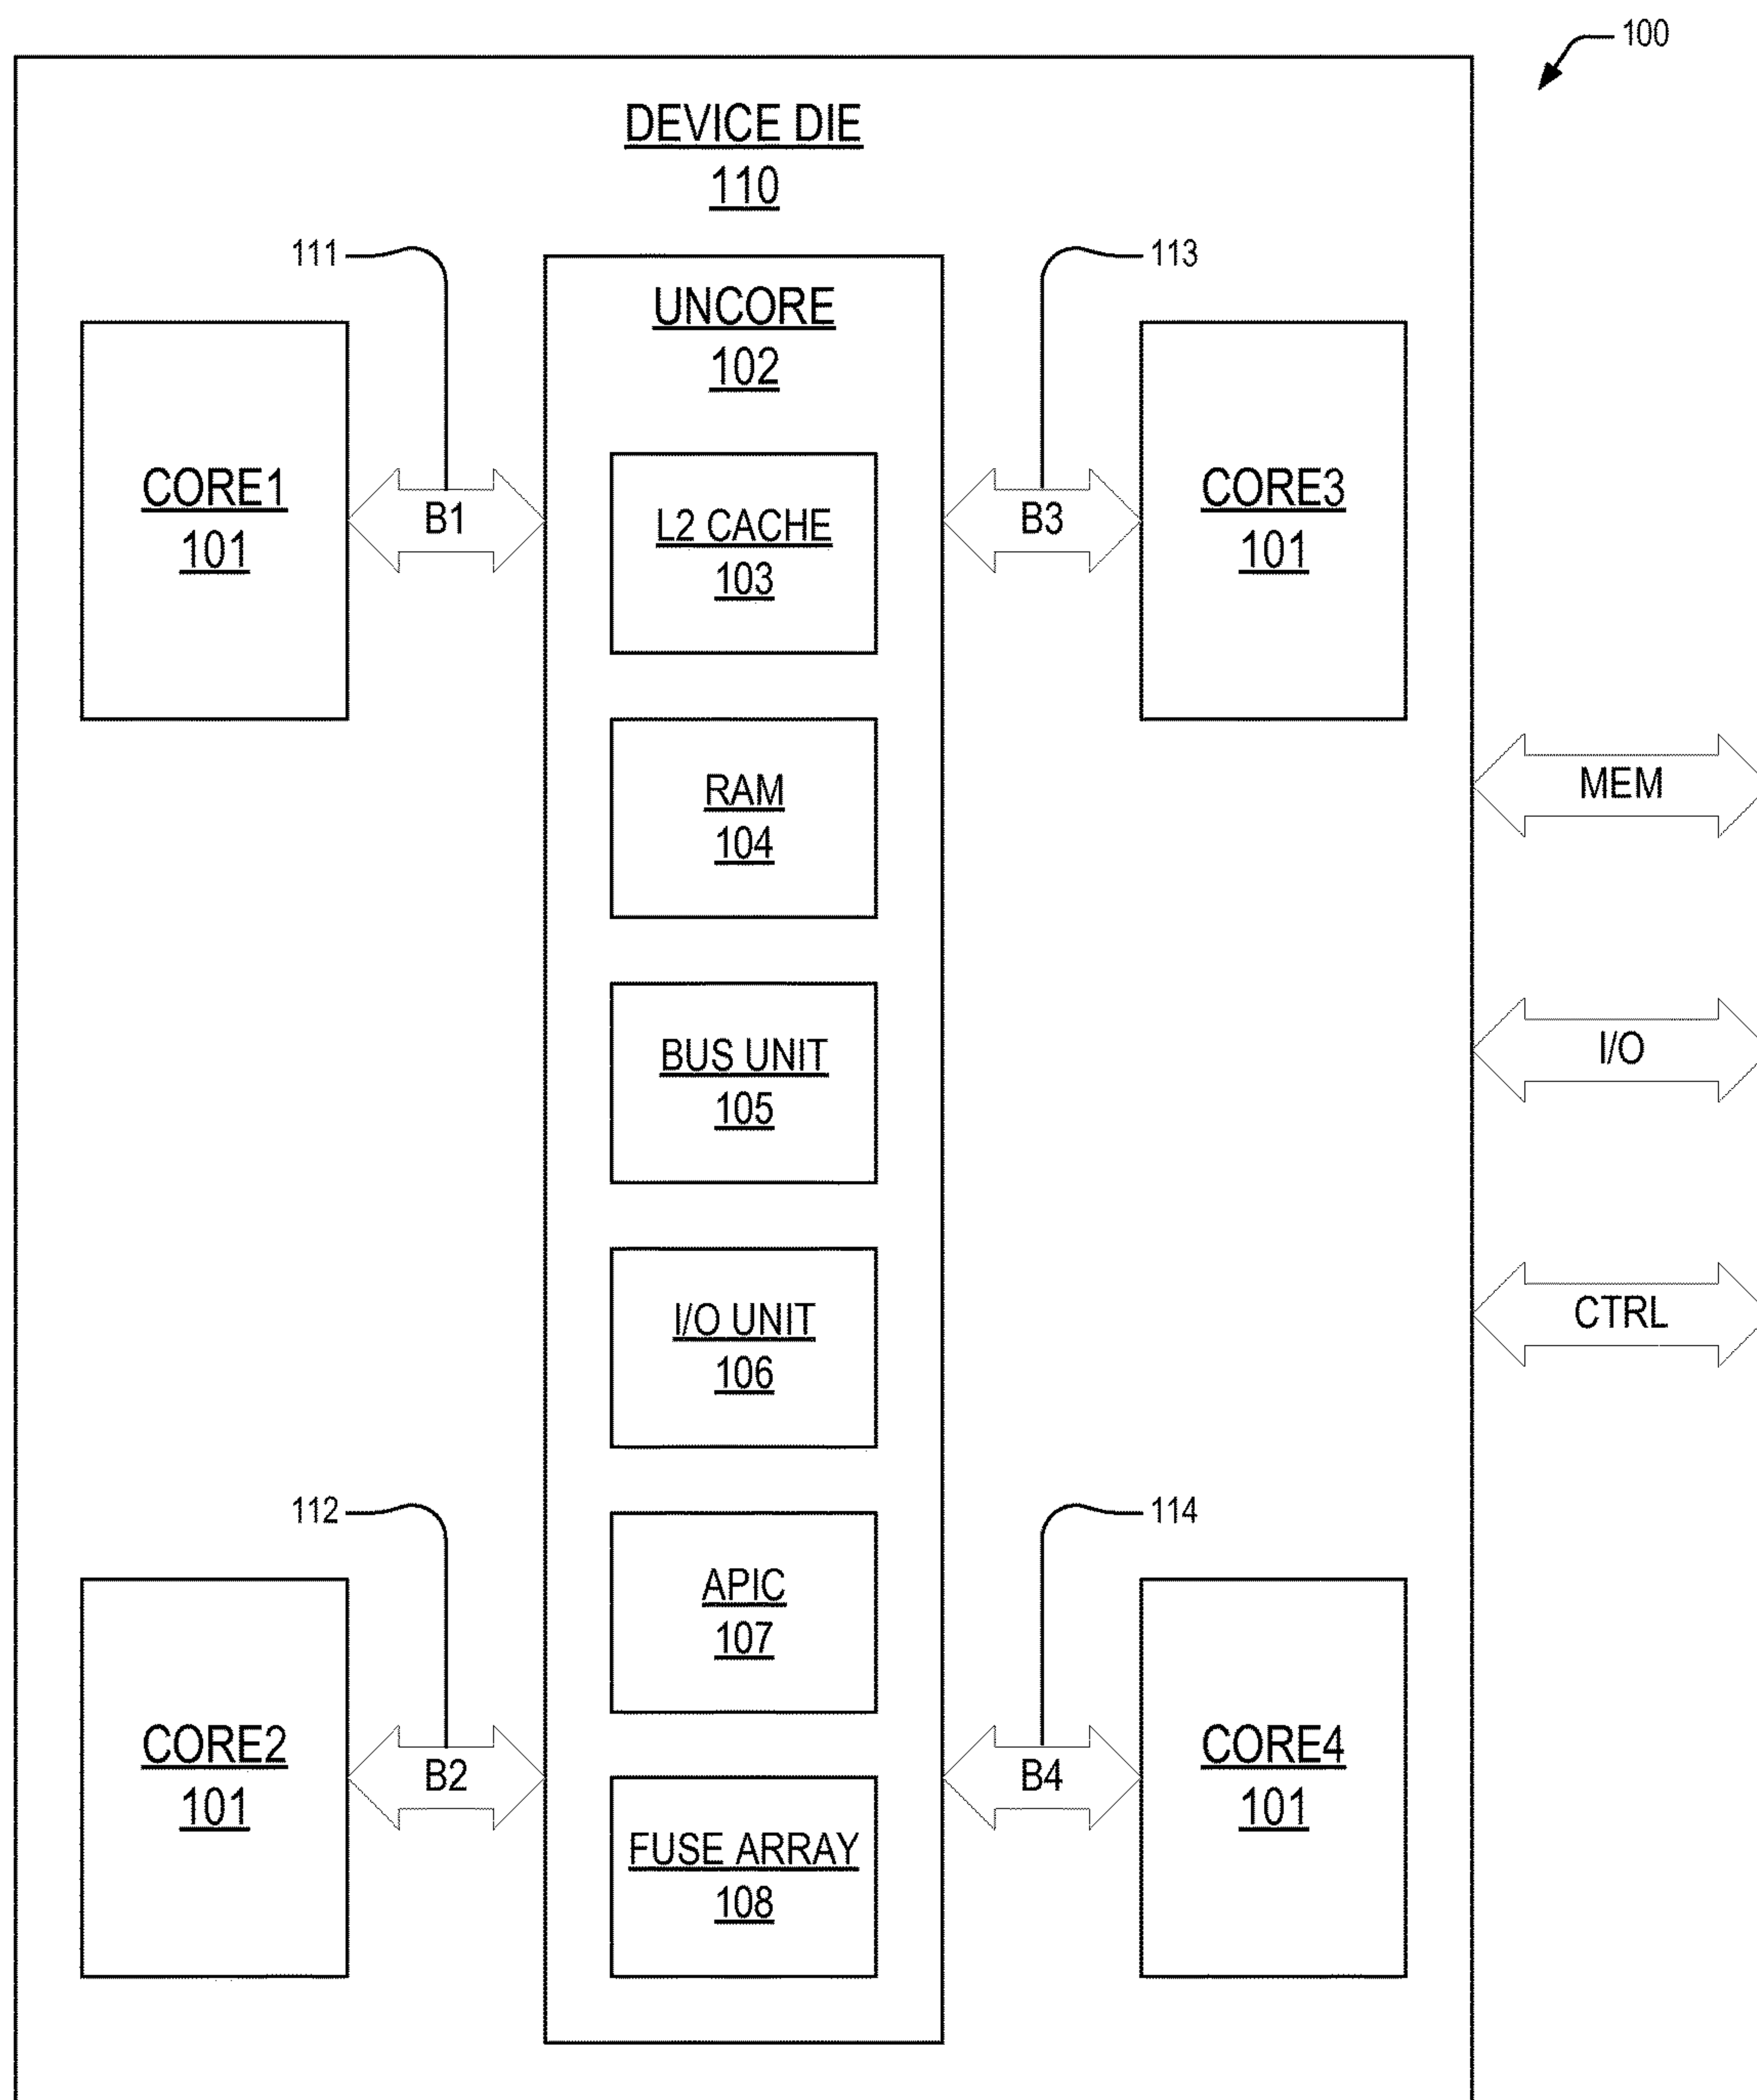 100
DEVICE DIE
110
111
113
UNCORE
102
CORE1
101
B1
L2 CACHE
103
B3
CORE3
101
RAM
104
MEM
BUS UNIT
105
I/O
I/O UNIT
106
CTRL
112
114
APIC
107
CORE2
101
B2
B4
CORE4
101
FUSE ARRAY
108